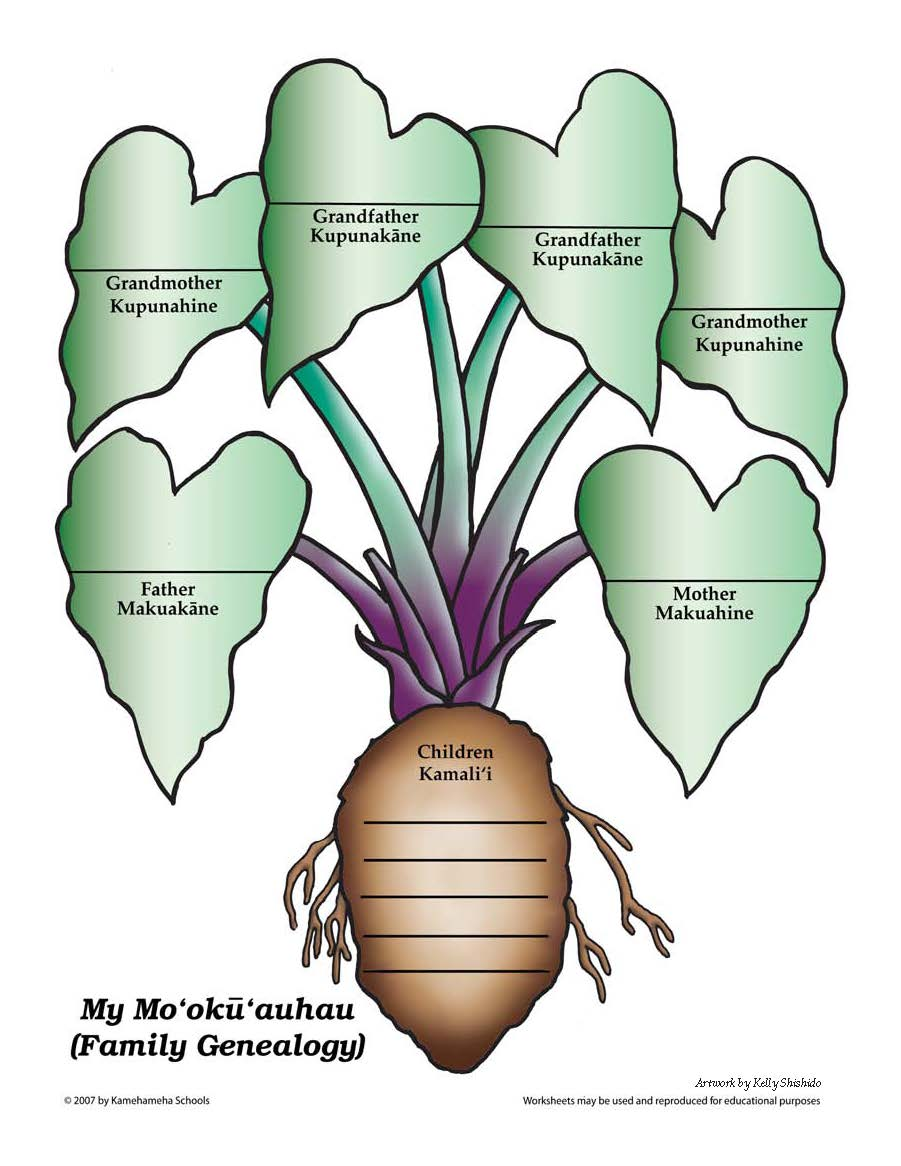 Grandfather
Kupunakāne
Grandfather
Kupunakāne
Grandmother
Kupunahine
Grandmother
Kupunahine
Father
Makuakāne
Mother
Makuahine
Children
Kamaliʻi
My Moʻokūʻauhau
(Family Genealogy)
Artwork by Kelly Shishido
© 2007 by Kamehameha Schools
Worksheets may be used and reproduced for educational purposes